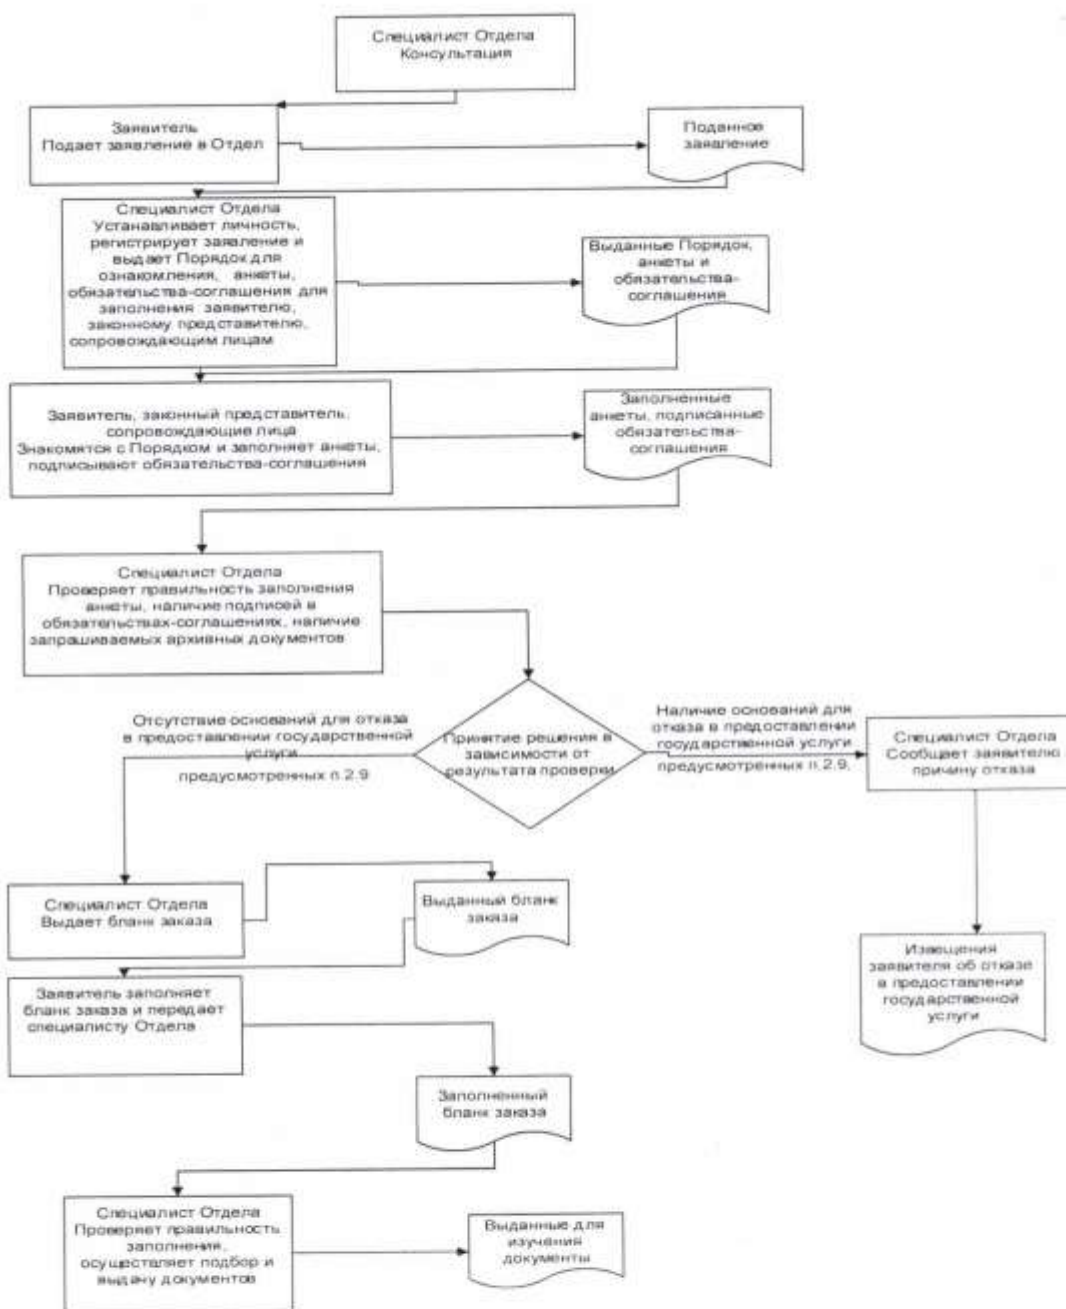 Специалист Отдела
Консультация
Заявитель
Подает заявление в Отдел
Поданное
заявление
Специалист Отдела
Устанавливает личность,
регистрирует заявление и
выдает Порядок для
ознакомления, анкеты,
обязательства-соглашения для
заполнения заявителю,
законному представителю,
сопровождающим лицам
Выданные Порядок,
анкеты и
обязательства-
соглашения
Заявитель, законный представитель,
сопровождающие лица
Знакомятся с Порядком и заполняет анкеты,
подписывают обязательства-соглашения
Заполненные
анкеты, подписанные
обязательства-
соглашения
Специалист Отдела
Проверяет правильность заполнения
анкеты, наличие подписей в
обязательствах-соглашениях, наличие
запрашиваемых архивных документов
Отсутствие оснований для отказа
в предоставлении государственной
услуги
предусмотренных п.2.9
Принятие решения в
зависимости от
результата проверки
Наличие оснований для
отказа в предоставлении
государственной услуги
предусмотренных п.2.9,
Специалист Отдела
Сообщает заявителю
причину отказа
Специалист Отдела
Выдает бланк заказа
Выданный бланк
заказа
Извещения
заявителя об отказе
в предоставлении
государственной
услуги
Заявитель заполняет
бланк заказа и передает
специалисту Отдела
Заполненный
бланк заказа
Специалист Отдела
Проверяет правильность
заполнения,
осуществляет подбор и
выдачу документов
Выданные для
изучения
документы